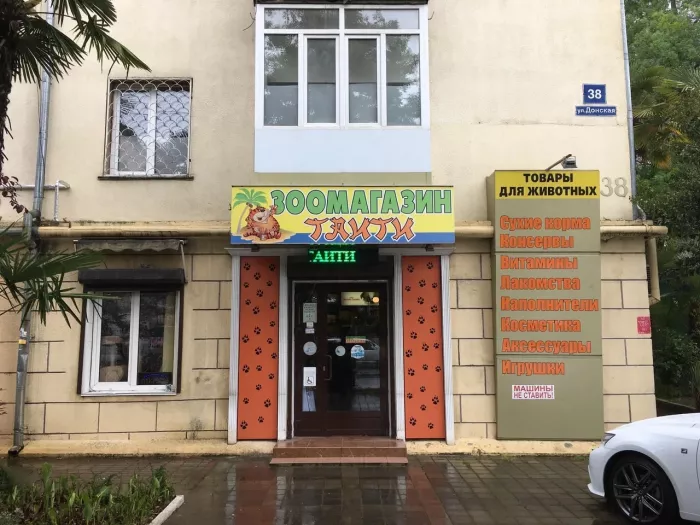 38
ул.Донская
ЗООМАГАЗИН
ТАИТИ
ТАИТИ
ТОВАРЫ
ДЛЯ ЖИВОТНЫХ
38
Сухие корма
Консервы
Витамины
Лакомства
Наполнители
Косметика
Аксессуары
Игрушки
МАШИНЫ
НЕ СТАВИТЬ!